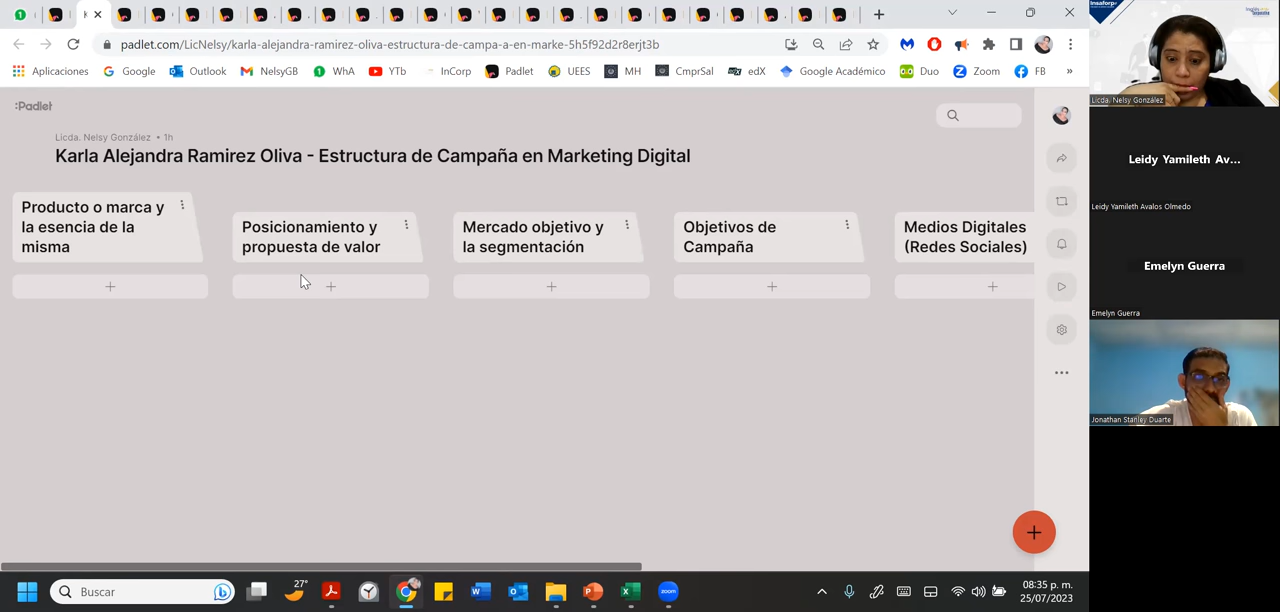 padlet.com/LicNelsy/karla-alejandra-ramirez-oliva-estructura-de-campa-a-en-marke-5h5f92d2r8erjt3b
Aplicaciones
Google
Outlook
NelsyGB
WhA
YTb
InCorp
Padlet
UEES
MH
CmprSal
edX
Google Académico
Duo
Zoom
FB
»
:Padlet
Licda. Nelsy González • 1h
Karla Alejandra Ramirez Oliva - Estructura de Campaña en Marketing Digital
Producto o marca y
la esencia de la
misma
Posicionamiento y
propuesta de valor
Mercado objetivo y
la segmentación
Objetivos de
Campaña
Medios Digitales
(Redes Sociales)
Insaforp
Licda. Nelsy González
Leidy Yamileth Av...
Leidy Yamileth Avalos Olmedo
Emelyn Guerra
Emelyn Guerra
Jonathan Stanley Duarte
Buscar
27°
zoom
08:35 p. m.
25/07/2023